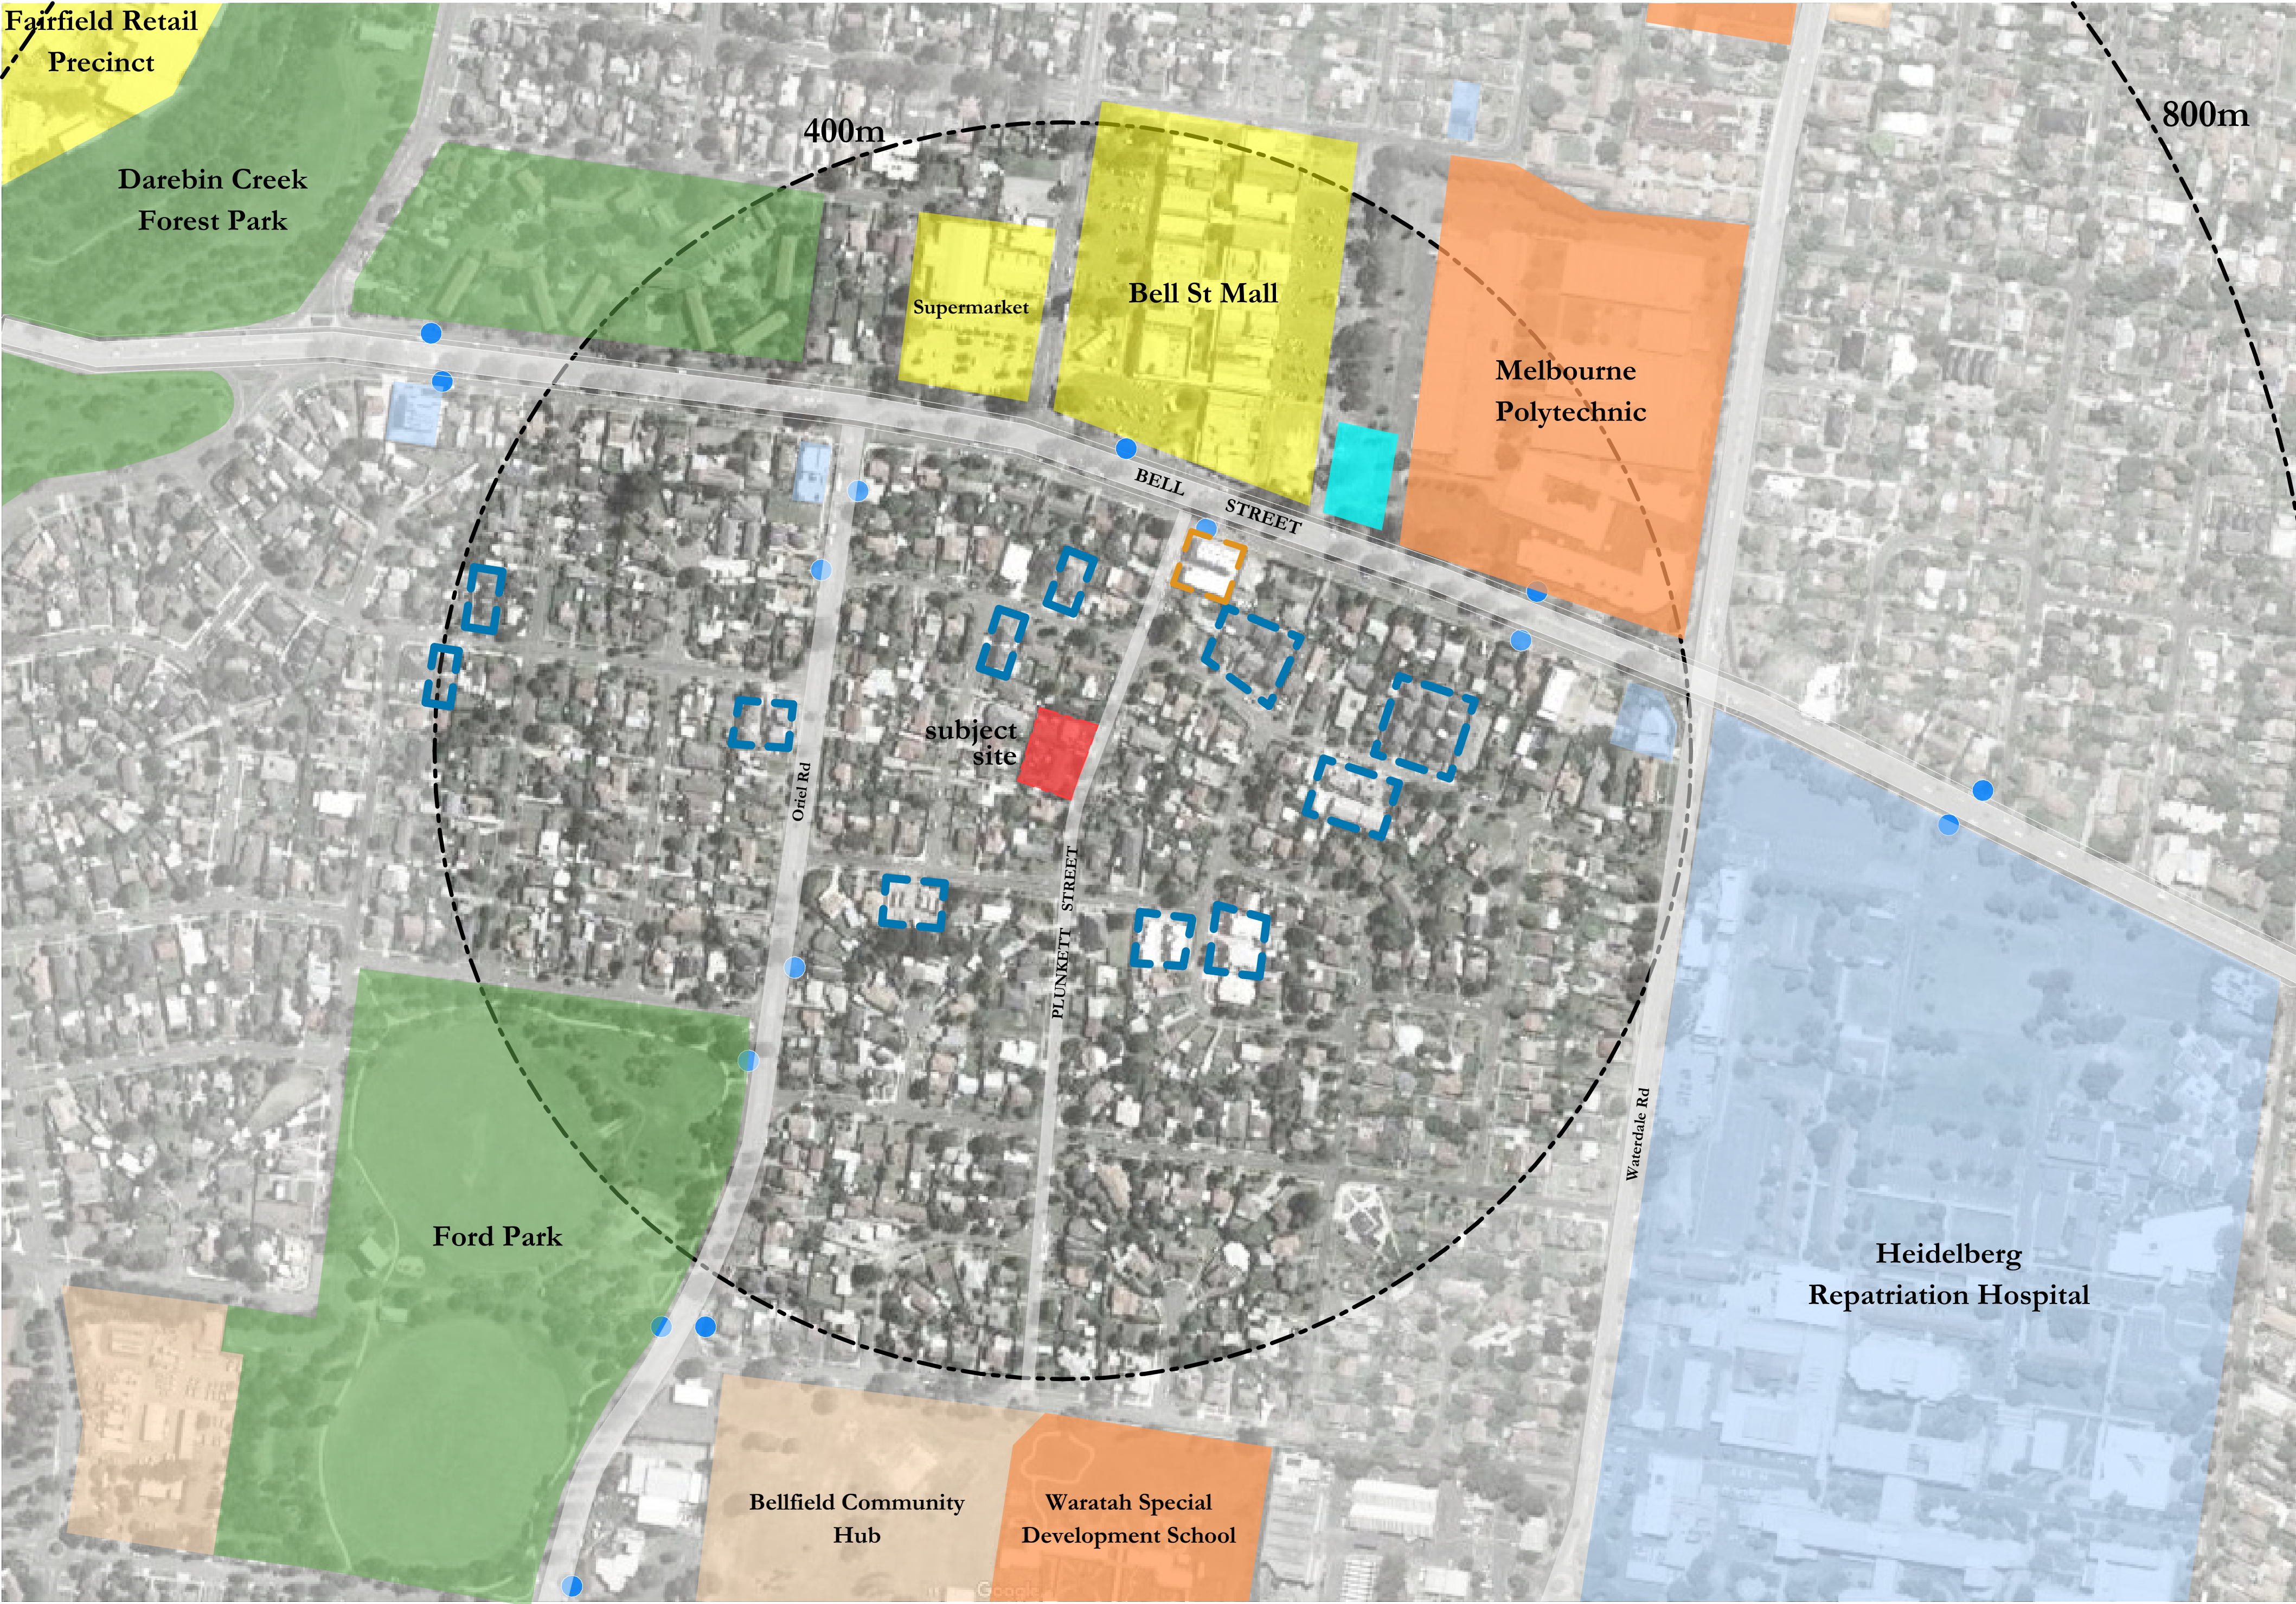 Fairfield Retail
Precinct
400m
800m
Darebin Creek
Forest Park
Supermarket
Bell St Mall
Melbourne
Polytechnic
BELL STREET
subject
site
Oriel Rd
PLUNKETT STREET
Waterdale Rd
Ford Park
Heidelberg
Repatriation Hospital
Bellfield Community
Hub
Waratah Special
Development School
Google